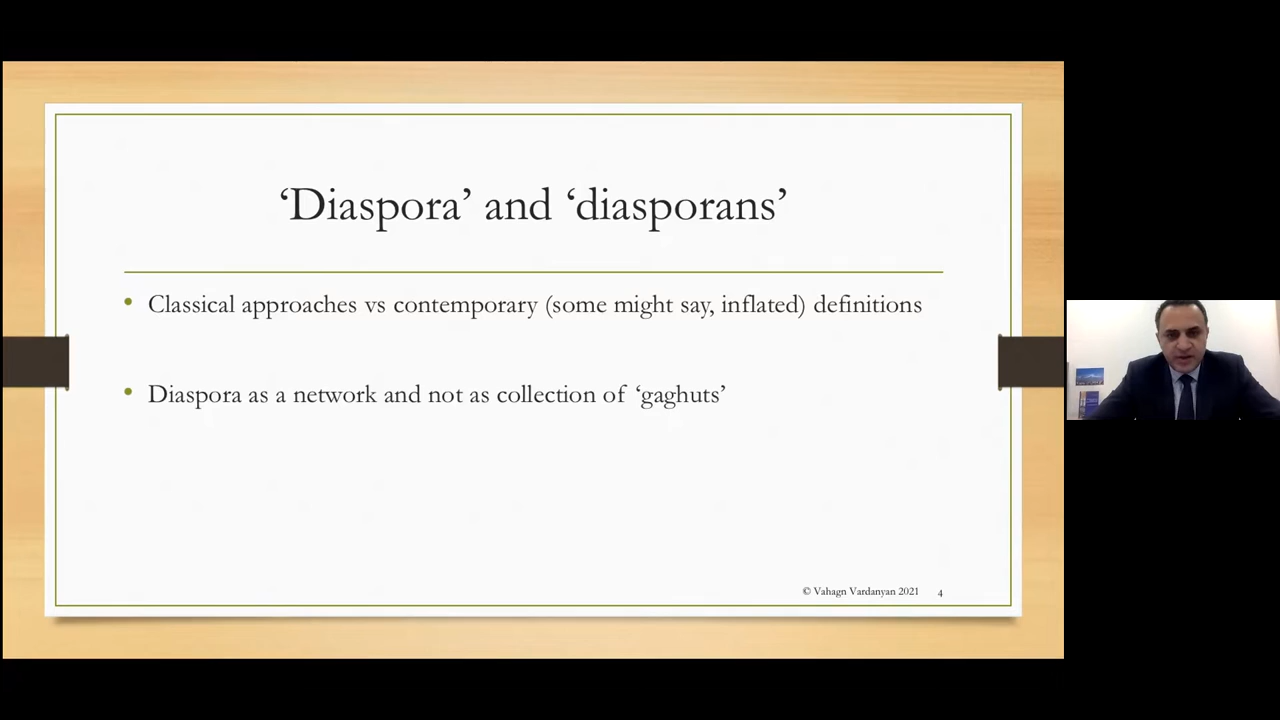 ‘Diaspora’ and ‘diasporans’
• Classical approaches vs contemporary (some might say, inflated) definitions
• Diaspora as a network and not as collection of ‘gaghuts’
© Vahagn Vardanyan 2021 4